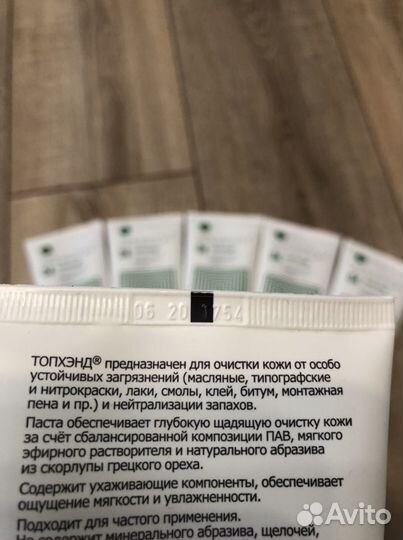 06 20 754
ТОПХЭНД® предназначен для очистки кожи от особо
устойчивых загрязнений (масляные, типографские
и нитрокраски, лаки, смолы, клей, битум, монтажная
пена и пр.) и нейтрализации запахов.
Паста обеспечивает глубокую щадящую очистку кожи
за счёт сбалансированной композиции ПАВ, мягкого
эфирного растворителя и натурального абразива
из скорлупы грецкого ореха.
Содержит ухаживающие компоненты, обеспечивает
ощущение мягкости и увлажненности.
Подходит для частого применения.
Не содержит минерального абразива, щелочей,
Avito